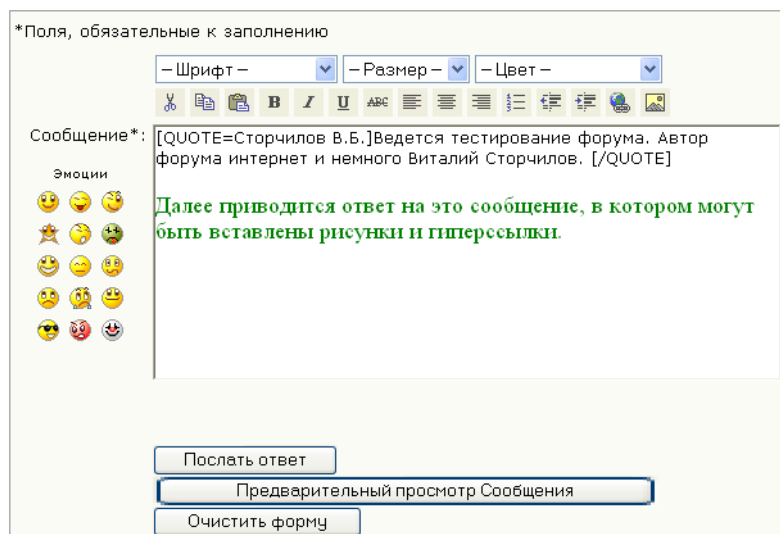 *Поля, обязательные к заполнению
– Шрифт –
– Размер –
– Цвет –
B I U ABC
Сообщение*:
[QUOTE=Сторчилов В.Б.]Ведется тестирование форума. Автор
форума интернет и немного Виталий Сторчилов. [/QUOTE]
Эмоции
Далее приводится ответ на это сообщение, в котором могут
быть вставлены рисунки и гиперссылки.
Послать ответ
Предварительный просмотр Сообщения
Очистить форму